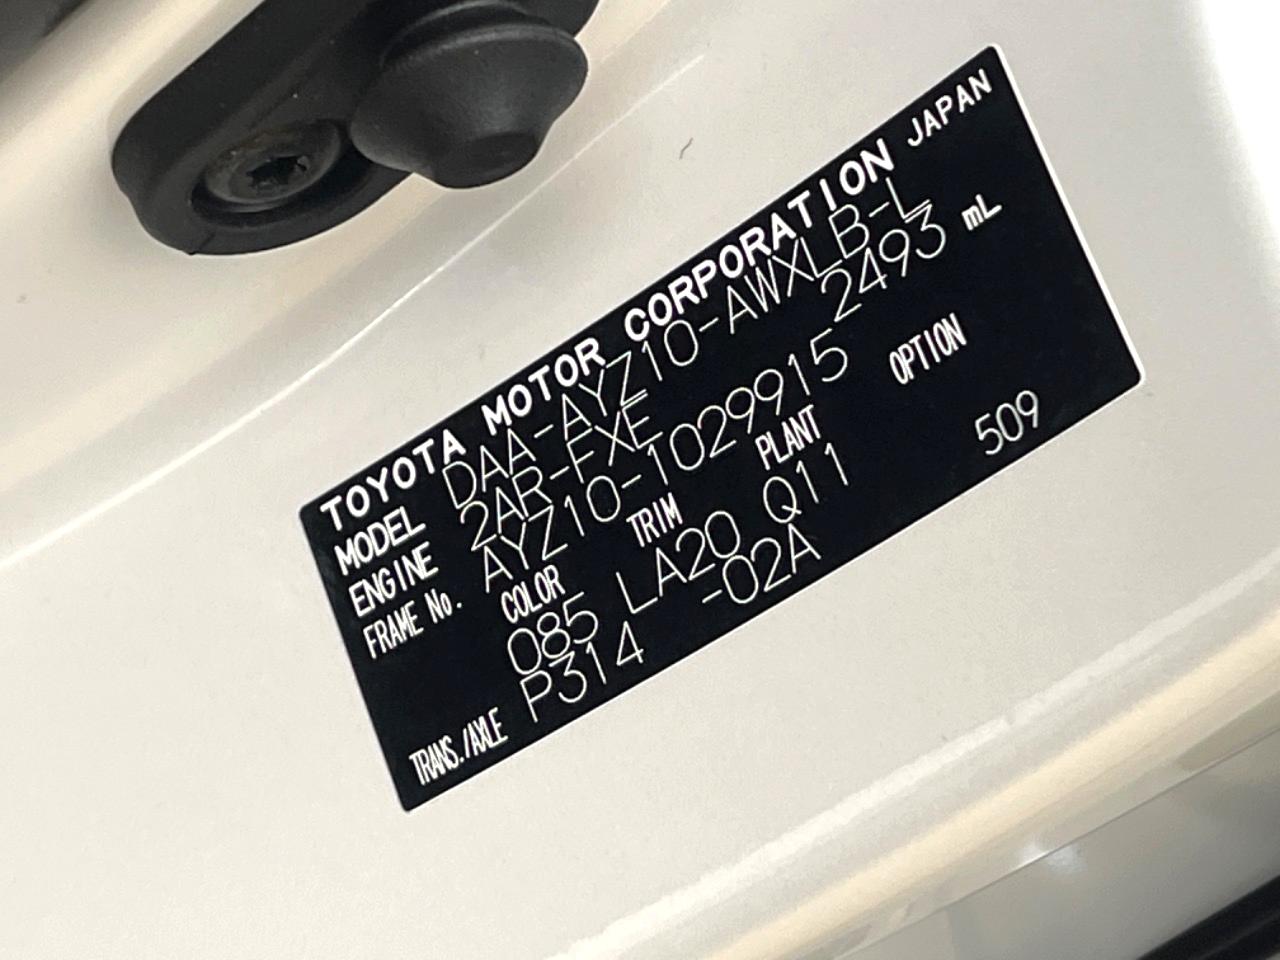 TOYOTA MOTOR CORPORATION JAPAN
MODEL DAA-AYZ10-AWXLB-L
ENGINE 2AR-FXE 2493 mL
FRAME No. AYZ10-1029915
COLOR TRIM PLANT OPTION
085 LA20 Q11 509
TRANS./AXLE P314 -02A